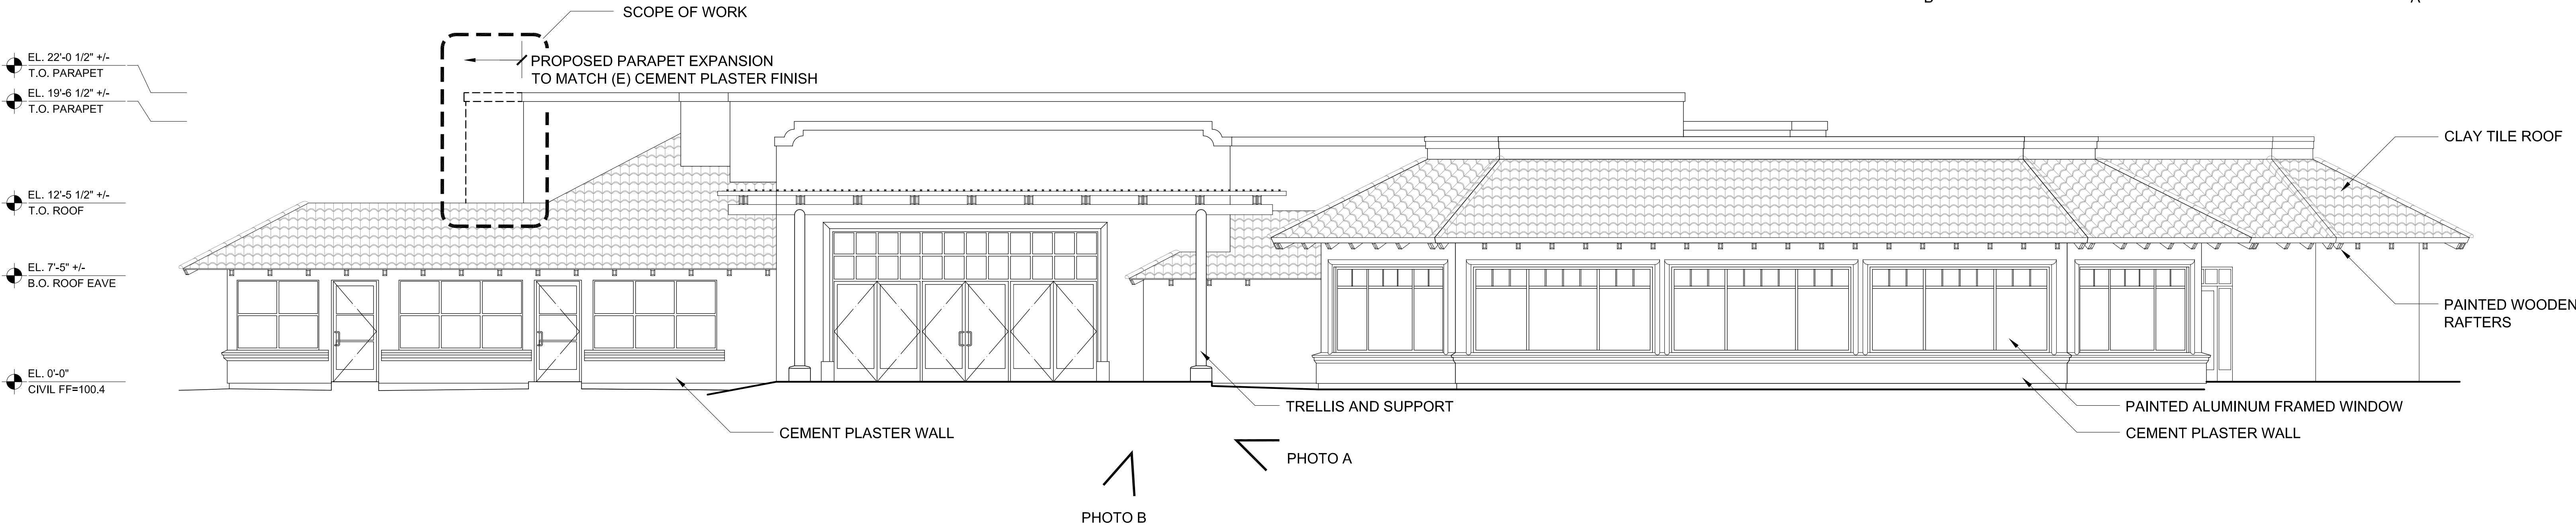 B
A
SCOPE OF WORK
EL. 22'-0 1/2" +/-
T.O. PARAPET
PROPOSED PARAPET EXPANSION
TO MATCH (E) CEMENT PLASTER FINISH
EL. 19'-6 1/2" +/-
T.O. PARAPET
CLAY TILE ROOF
EL. 12'-5 1/2" +/-
T.O. ROOF
EL. 7'-5" +/-
B.O. ROOF EAVE
PAINTED WOODEN
RAFTERS
EL. 0'-0"
CIVIL FF=100.4
TRELLIS AND SUPPORT
PAINTED ALUMINUM FRAMED WINDOW
CEMENT PLASTER WALL
CEMENT PLASTER WALL
PHOTO A
PHOTO B